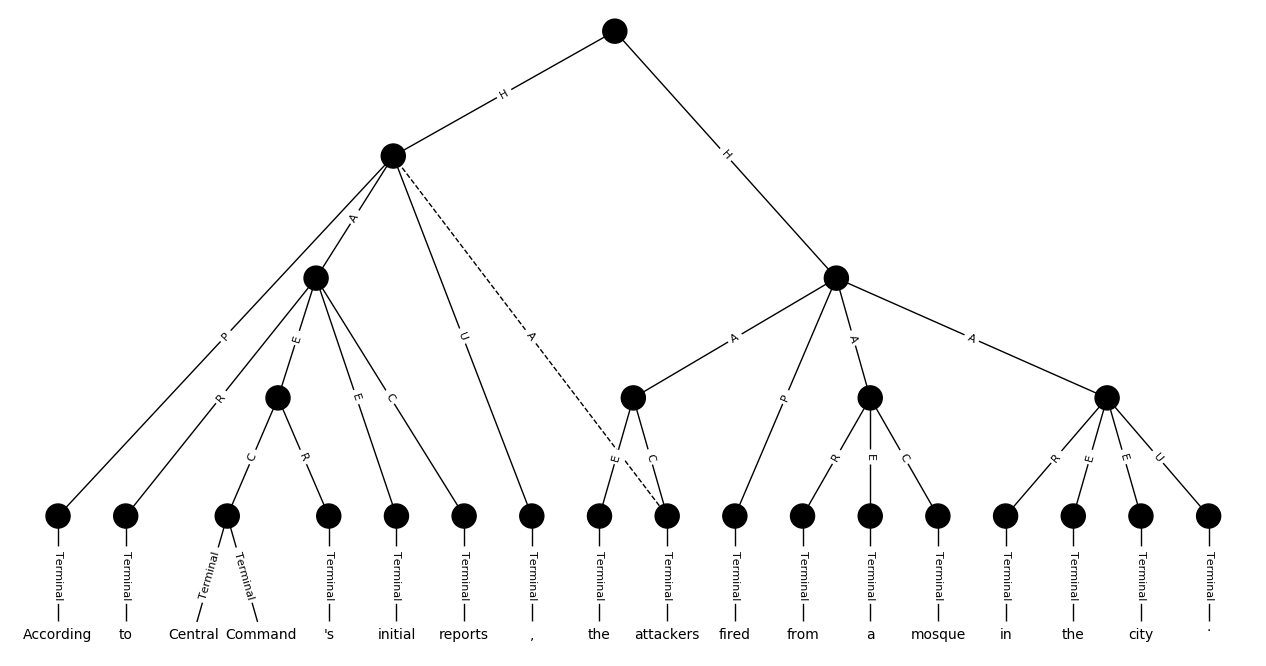 H
H
A
P
A
E
R
E
C
U
A
A
P
A
A
C
R
E
C
R
E
C
R
E
E
U
Terminal Terminal Terminal Terminal Terminal Terminal Terminal Terminal Terminal Terminal Terminal Terminal Terminal Terminal Terminal Terminal Terminal Terminal
According to Central Command 's initial reports , the attackers fired from a mosque in the city .